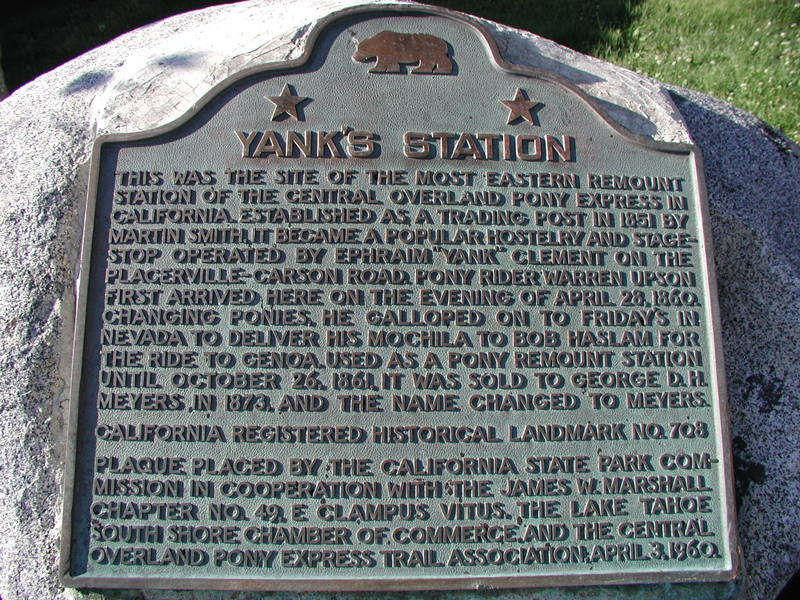 YANK'S STATION
THIS WAS THE SITE OF THE MOST EASTERN REMOUNT
STATION OF THE CENTRAL OVERLAND PONY EXPRESS IN
CALIFORNIA. ESTABLISHED AS A TRADING POST IN 1851 BY
MARTIN SMITH, IT BECAME A POPULAR HOSTELRY AND STAGE-
STOP OPERATED BY EPHRAIM "YANK" CLEMENT ON THE
PLACERVILLE-CARSON ROAD. PONY RIDER WARREN UPSON
FIRST ARRIVED HERE ON THE EVENING OF APRIL 28, 1860.
CHANGING PONIES, HE GALLOPED ON TO FRIDAY'S IN
NEVADA TO DELIVER HIS MOCHILA TO BOB HASLAM FOR
THE RIDE TO GENOA. USED AS A PONY REMOUNT STATION
UNTIL OCTOBER 26, 1861, IT WAS SOLD TO GEORGE D.H.
MEYERS IN 1873, AND THE NAME CHANGED TO MEYERS.
CALIFORNIA REGISTERED HISTORICAL LANDMARK NO. 708
PLAQUE PLACED BY THE CALIFORNIA STATE PARK COM-
MISSION IN COOPERATION WITH THE JAMES W. MARSHALL
CHAPTER NO. 49, E CLAMPUS VITUS, THE LAKE TAHOE
SOUTH SHORE CHAMBER OF COMMERCE, AND THE CENTRAL
OVERLAND PONY EXPRESS TRAIL ASSOCIATION, APRIL 3, 1960.